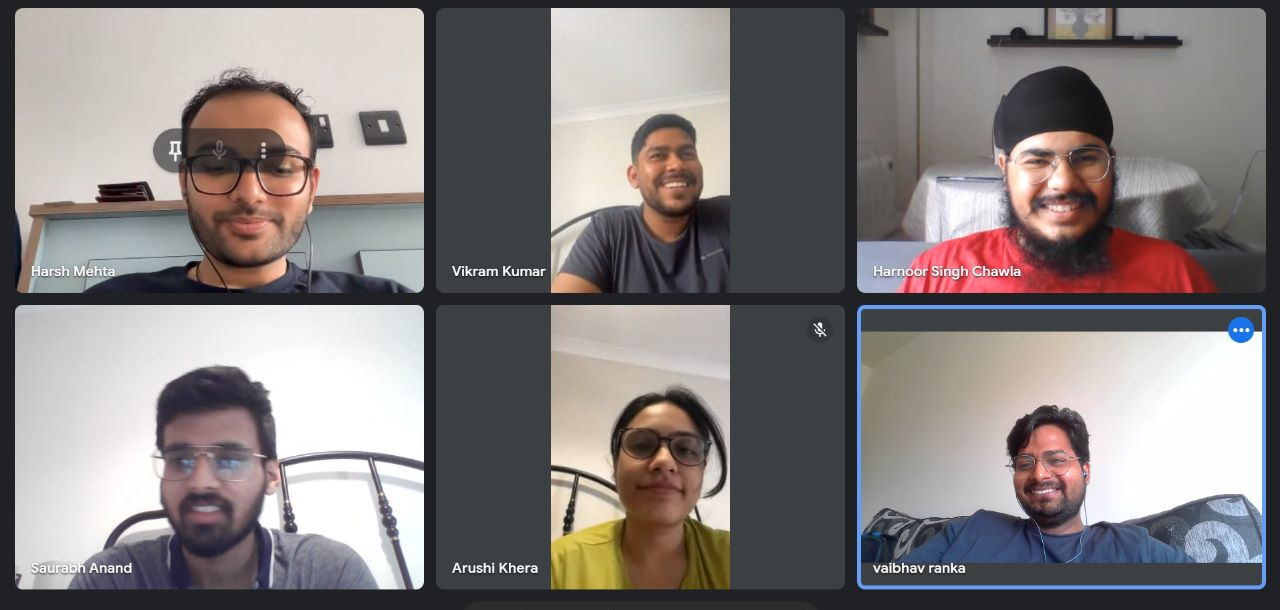 Harsh Mehta
Vikram Kumar
Harnoor Singh Chawla
Saurabh Anand
Arushi Khera
vaibhav ranka